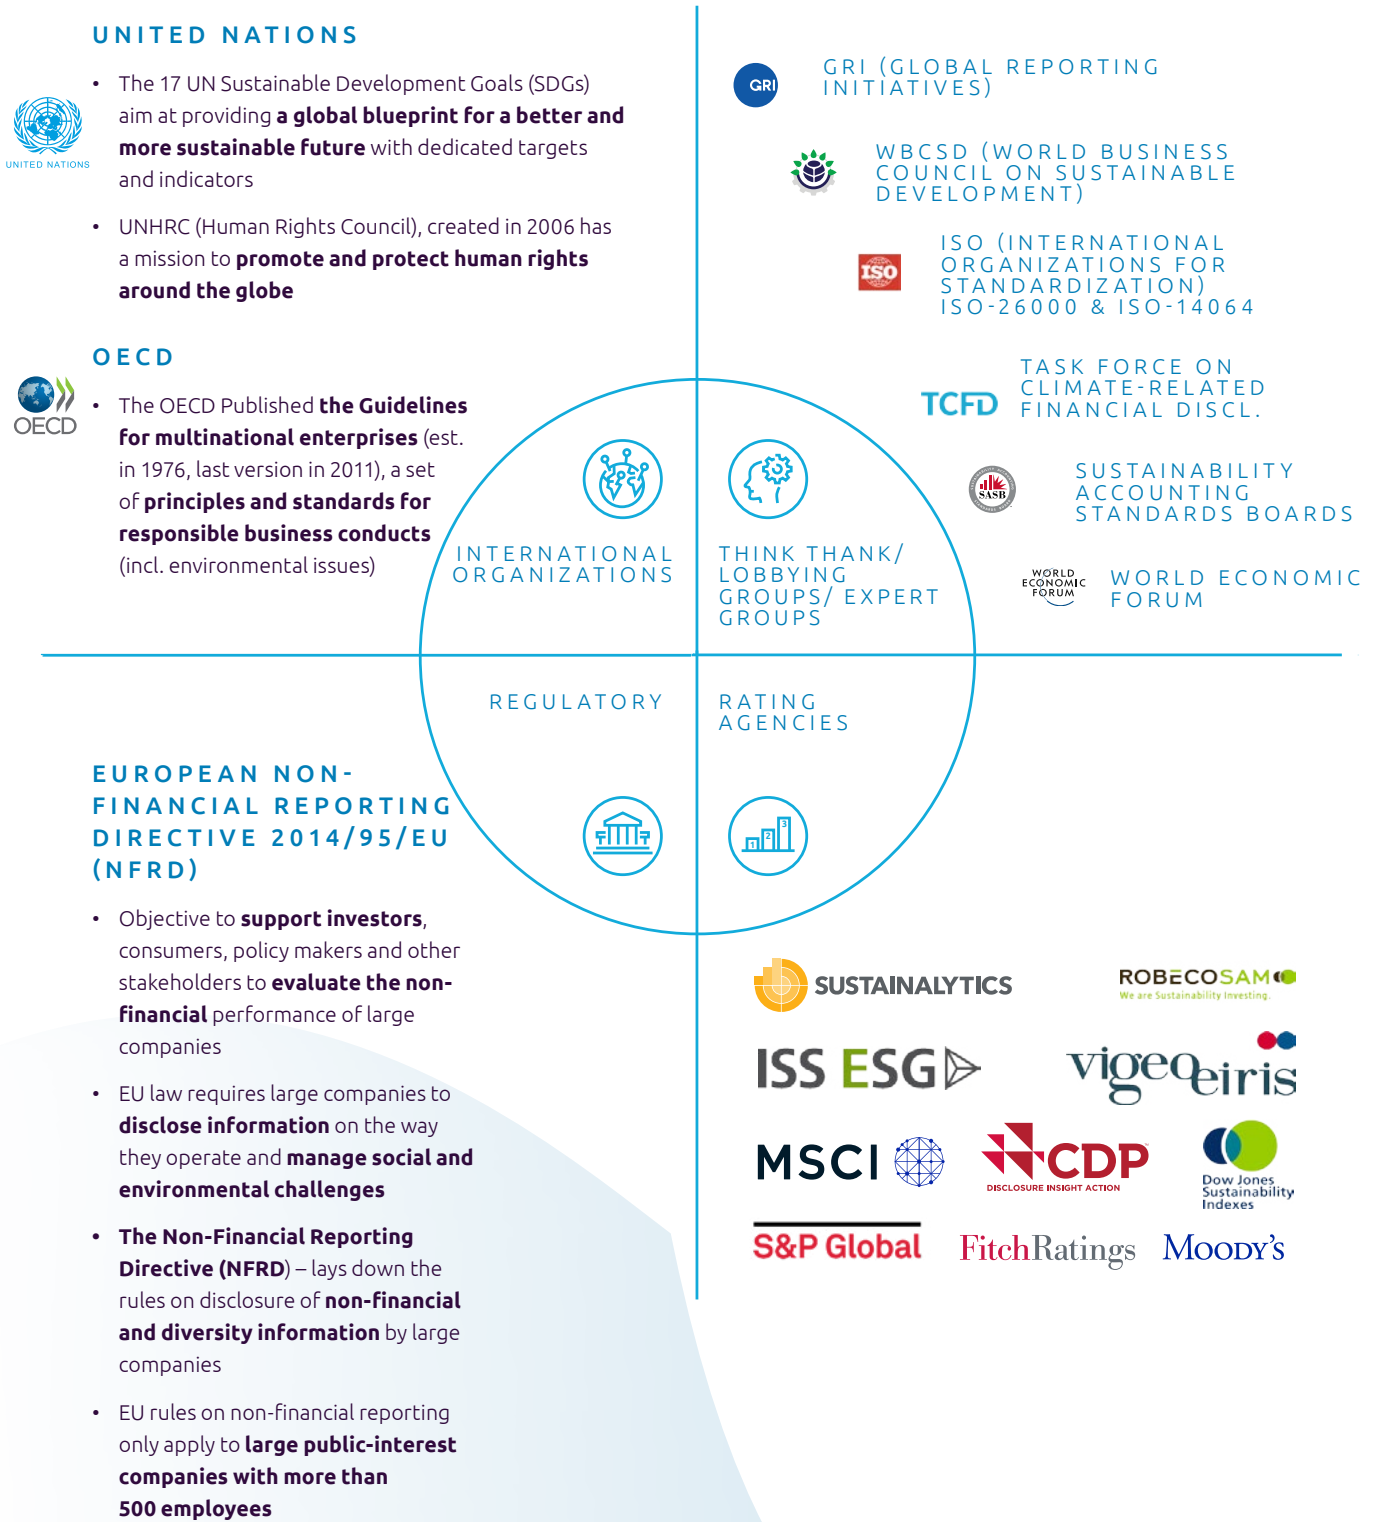 UNITED NATIONS
• The 17 UN Sustainable Development Goals (SDGs)
aim at providing a global blueprint for a better and
more sustainable future with dedicated targets
and indicators
UNITED NATIONS
• UNHRC (Human Rights Council), created in 2006 has
a mission to promote and protect human rights
around the globe
OECD
OECD
• The OECD Published the Guidelines
for multinational enterprises (est.
in 1976, last version in 2011), a set
of principles and standards for
responsible business conducts
(incl. environmental issues)
GRI
GRI (GLOBAL REPORTING
INITIATIVES)
WBCSD (WORLD BUSINESS
COUNCIL ON SUSTAINABLE
DEVELOPMENT)
ISO
ISO (INTERNATIONAL
ORGANIZATIONS FOR
STANDARDIZATION)
ISO-26000 & ISO-14064
TCFD
TASK FORCE ON
CLIMATE-RELATED
FINANCIAL DISCL.
SASB
SUSTAINABILITY
ACCOUNTING
STANDARDS BOARDS
WORLD
ECONOMIC
FORUM
WORLD ECONOMIC
FORUM
INTERNATIONAL
ORGANIZATIONS
THINK THANK/
LOBBYING
GROUPS/ EXPERT
GROUPS
REGULATORY
RATING
AGENCIES
1 2 3
EUROPEAN NON-
FINANCIAL REPORTING
DIRECTIVE 2014/95/EU
(NFRD)
• Objective to support investors,
consumers, policy makers and other
stakeholders to evaluate the non-
financial performance of large
companies
• EU law requires large companies to
disclose information on the way
they operate and manage social and
environmental challenges
• The Non-Financial Reporting
Directive (NFRD) – lays down the
rules on disclosure of non-financial
and diversity information by large
companies
• EU rules on non-financial reporting
only apply to large public-interest
companies with more than
500 employees
SUSTAINALYTICS
ROBECOSAM
We are Sustainability Investing.
ISS ESG
vigeoeiris
MSCI
CDP
DISCLOSURE INSIGHT ACTION
Dow Jones
Sustainability
Indexes
S&P Global
FitchRatings
MOODY'S